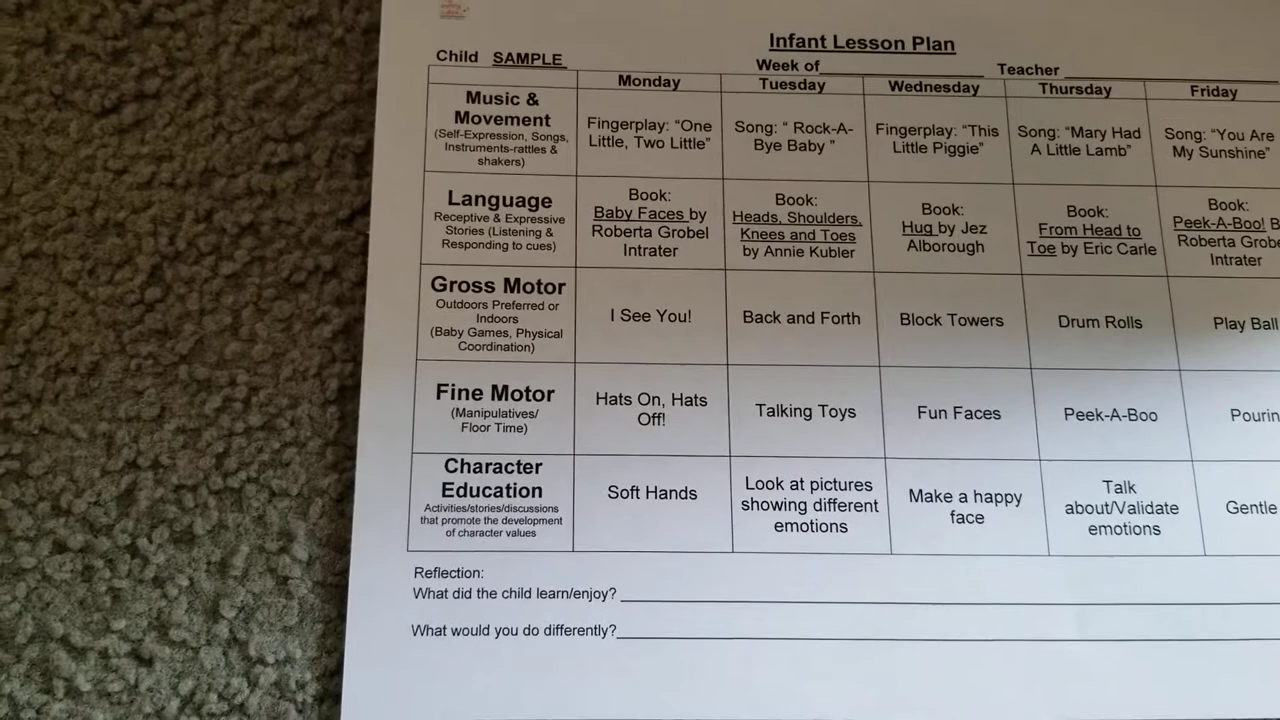 Infant Lesson Plan
Child SAMPLE
Week of
Teacher
Monday
Tuesday
Wednesday
Thursday
Friday
Music &
Movement
(Self-Expression, Songs,
Instruments-rattles &
shakers)
Fingerplay: “One
Little, Two Little”
Song: “ Rock-A-
Bye Baby ”
Fingerplay: “This
Little Piggie”
Song: “Mary Had
A Little Lamb”
Song: “You Are
My Sunshine”
Language
Receptive & Expressive
Stories (Listening &
Responding to cues)
Book:
Baby Faces by
Roberta Grobel
Intrater
Book:
Heads, Shoulders,
Knees and Toes
by Annie Kubler
Book:
Hug by Jez
Alborough
Book:
From Head to
Toe by Eric Carle
Book:
Peek-A-Boo!
Roberta
Intrater
Gross Motor
Outdoors Preferred or
Indoors
(Baby Games, Physical
Coordination)
I See You!
Back and Forth
Block Towers
Drum Rolls
Play Ball
Fine Motor
(Manipulatives/
Floor Time)
Hats On, Hats
Off!
Talking Toys
Fun Faces
Peek-A-Boo
Character
Education
Activities/stories/discussions
that promote the development
of character values
Soft Hands
Look at pictures
showing different
emotions
Make a happy
face
Talk
about/Validate
emotions
Gentle
Reflection:
What did the child learn/enjoy?
What would you do differently?